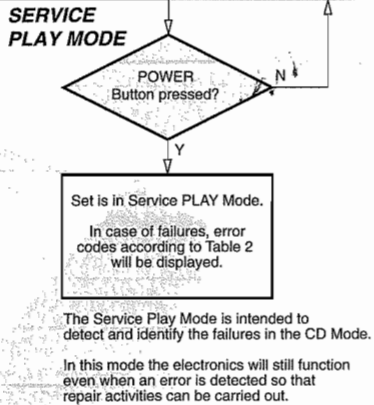 SERVICE
PLAY MODE
POWER
Button pressed?
N
Y
Set is in Service PLAY Mode.
In case of failures, error
codes according to Table 2
will be displayed.
The Service Play Mode is intended to
detect and identify the failures in the CD Mode.
In this mode the electronics will still function
even when an error is detected so that
repair activities can be carried out.